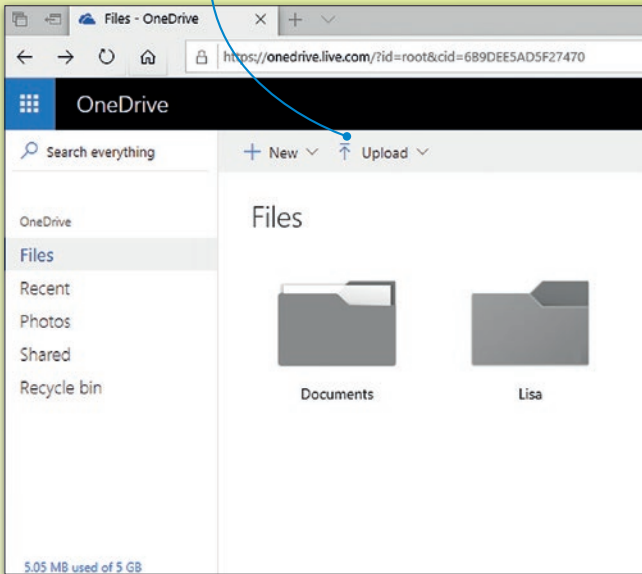 Files - OneDrive
https://onedrive.live.com/?id=root&cid=6B9DEE5AD5F27470
OneDrive
Search everything
New
Upload
OneDrive
Files
Recent
Photos
Shared
Recycle bin
Files
Documents
Lisa
5.05 MB used of 5 GB